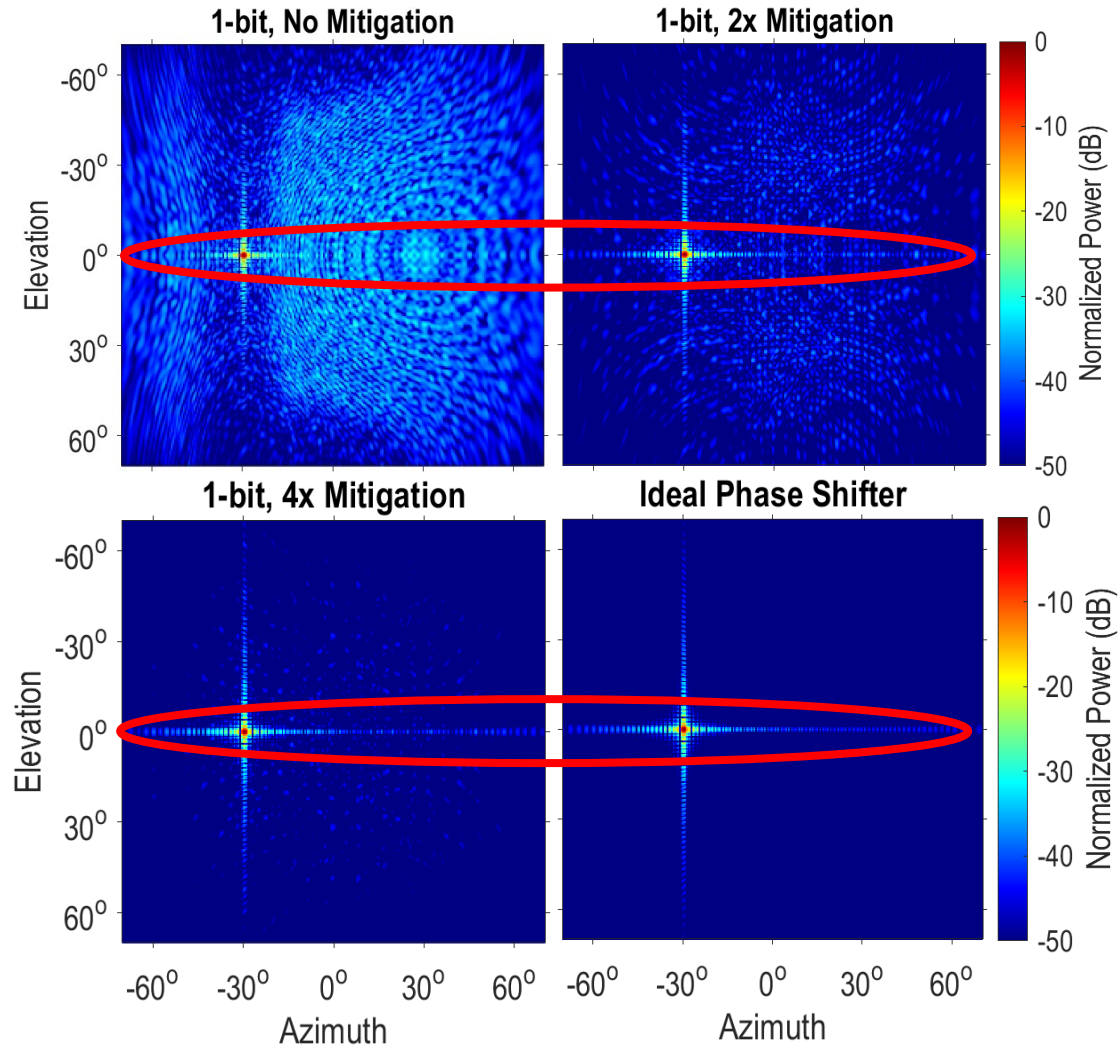 1-bit, No Mitigation
1-bit, 2x Mitigation
-60°
-30°
0°
30°
60°
Elevation
0
-10
-20
-30
-40
-50
Normalized Power (dB)
1-bit, 4x Mitigation
Ideal Phase Shifter
-60°
-30°
0°
30°
60°
Elevation
0
-10
-20
-30
-40
-50
Normalized Power (dB)
-60° -30° 0° 30° 60°
-60° -30° 0° 30° 60°
Azimuth
Azimuth